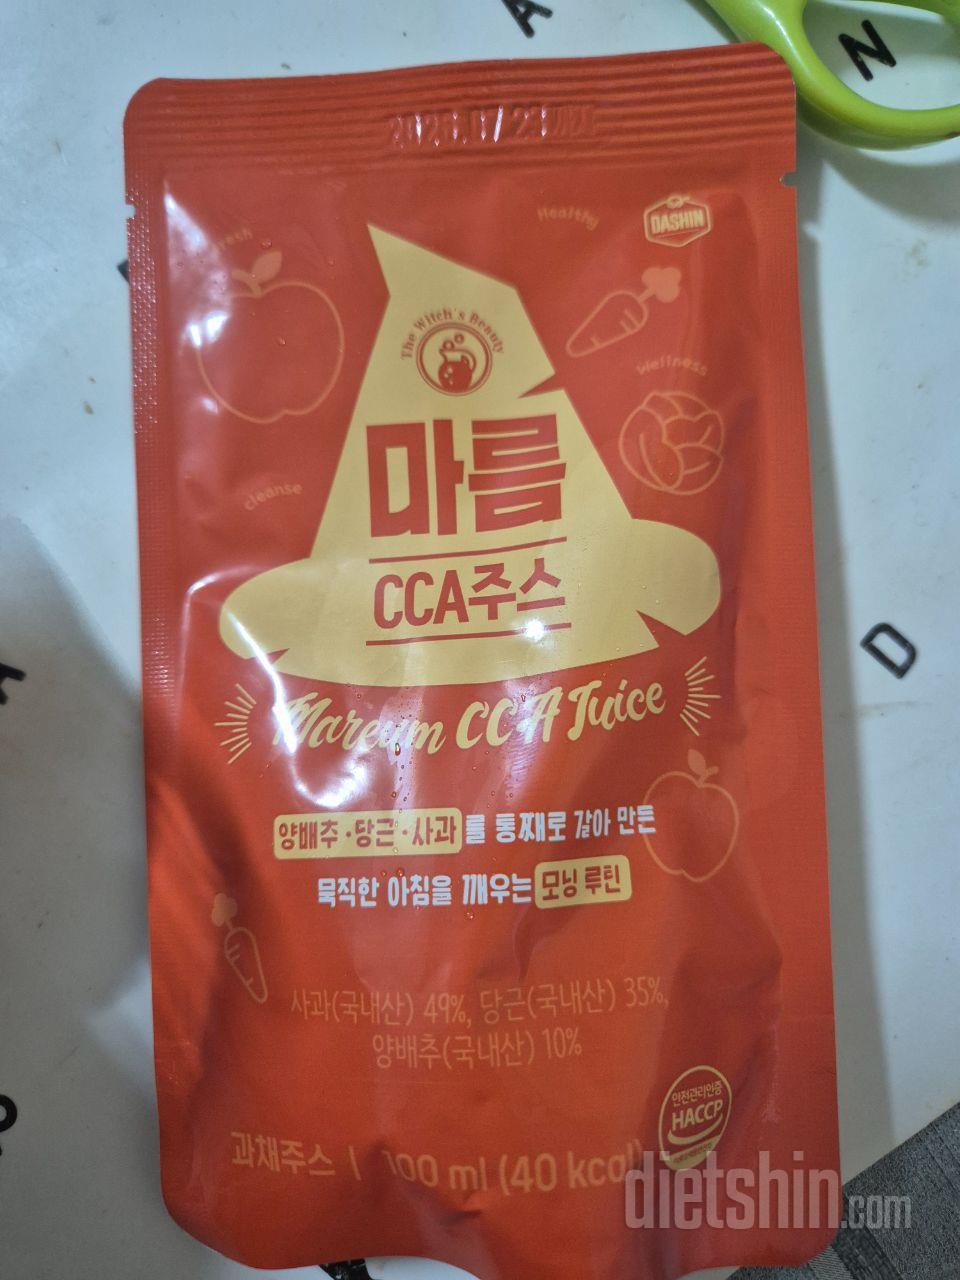 A
N
Healthy
DASHIN
The Witch's Beauty
wellness
마름
cleanse
CCA주스
D
Mareum CCA Juice
양배추·당근·사과를 통째로 갈아 만든
묵직한 아침을 깨우는 모닝 루틴
사과(국내산) 49%, 당근(국내산) 35%,
양배추(국내산) 10%
안전관리인증
HACCP
과채주스 | 100 ml (40 kcal)
dietshin.com